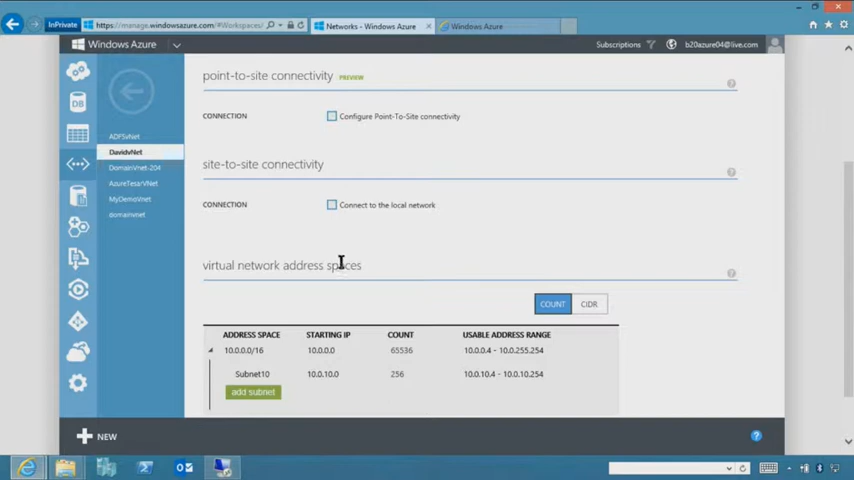 InPrivate
https://manage.windowsazure.com/#Workspaces/
Networks - Windows Azure
Windows Azure
Windows Azure
Subscriptions
b20azure04@live.com
DB
ADFSvNet
DavidvNet
DomainVnet-204
AzureTesarVNet
MyDemoVnet
domainvnet
point-to-site connectivity PREVIEW
?
CONNECTION
Configure Point-To-Site connectivity
site-to-site connectivity
?
CONNECTION
Connect to the local network
virtual network address spaces
?
COUNT CIDR
ADDRESS SPACE STARTING IP COUNT USABLE ADDRESS RANGE
10.0.0.0/16 10.0.0.0 65536 10.0.0.4 - 10.0.255.254
Subnet10 10.0.10.0 256 10.0.10.4 - 10.0.10.254
add subnet
NEW
?